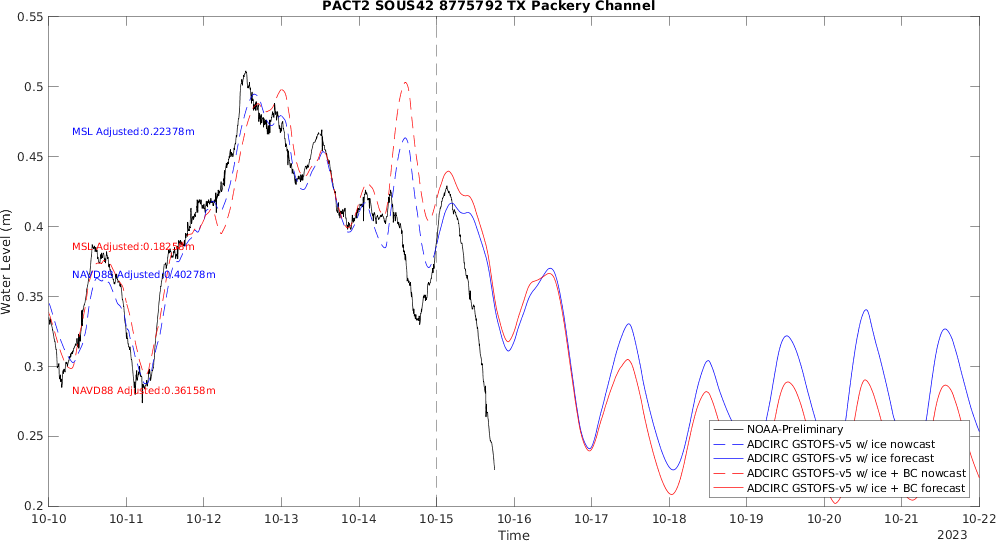 PACT2 SOUS42 8775792 TX Packery Channel
0.55
0.5
MSL Adjusted:0.22378m
0.45
0.4
Water Level (m)
MSL Adjusted:0.1825 m
NAVD88 Adjusted:0.40278m
0.35
0.3
NAVD88 Adjusted:0.36158m
0.25
NOAA-Preliminary
ADCIRC GSTOFS-v5 w/ ice nowcast
ADCIRC GSTOFS-v5 w/ ice forecast
ADCIRC GSTOFS-v5 w/ ice + BC nowcast
ADCIRC GSTOFS-v5 w/ ice + BC forecast
0.2
10-10 10-11 10-12 10-13 10-14 10-15 10-16 10-17 10-18 10-19 10-20 10-21 10-22
Time
2023